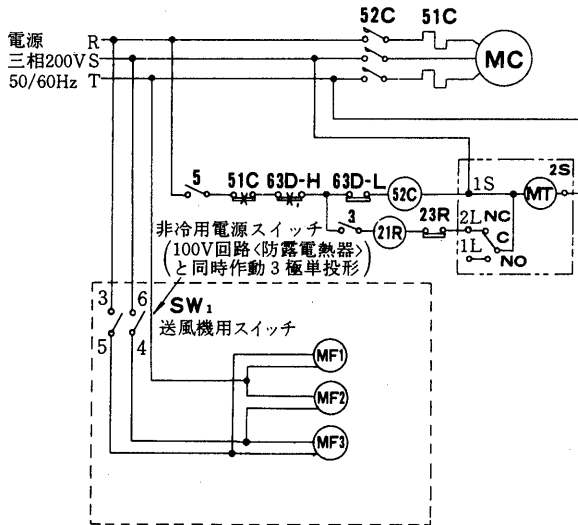 52C 51C
電源 R
三相200V S
50/60Hz T
MC
5 51C 63D-H 63D-L 52C 1S MT 2S
3 21R 23R 2L NC
C
1L NO
非冷用電源スイッチ
(100V回路〈防露電熱器〉
と同時作動3極単投形)
3 6 SW₁
5 4 送風機用スイッチ
MF1
MF2
MF3